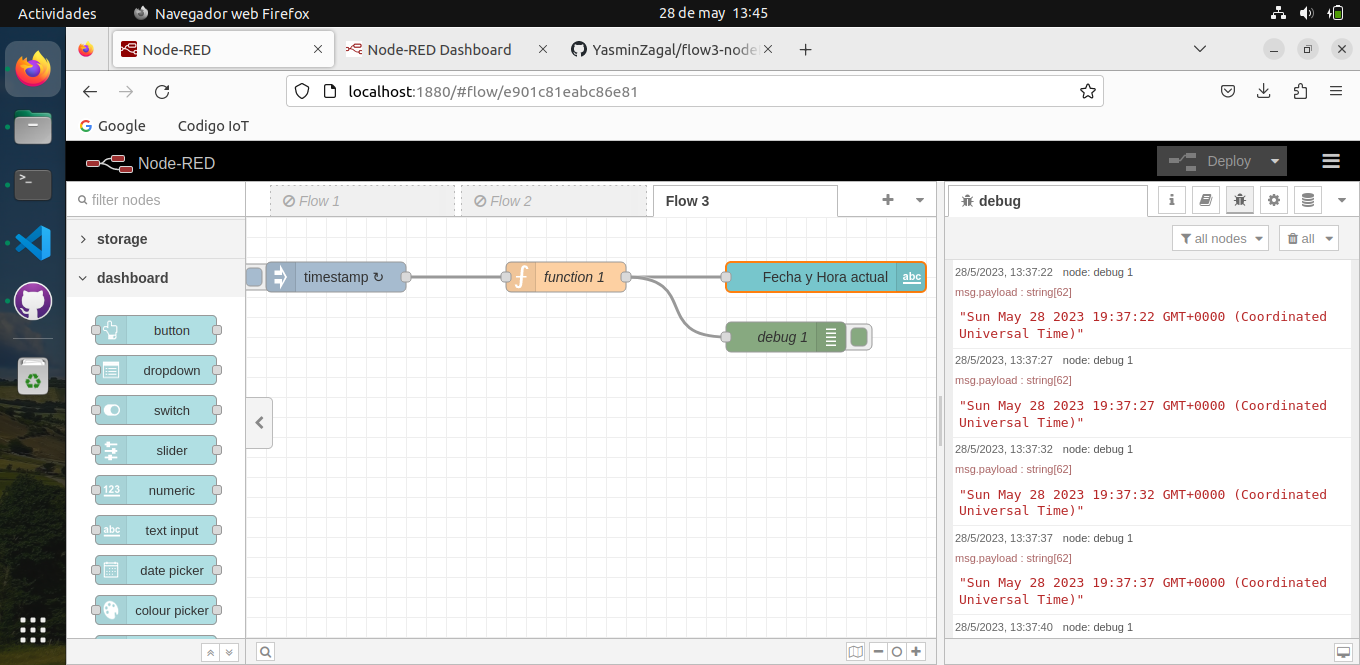 Actividades
Navegador web Firefox
28 de may 13:45
Node-RED
Node-RED Dashboard
YasminZagal/flow3-node
localhost:1880/#flow/e901c81eabc86e81
Google
Codigo IoT
Node-RED
Deploy
filter nodes
storage
dashboard
button
dropdown
switch
slider
123
numeric
abc
text input
date picker
colour picker
Flow 1
Flow 2
Flow 3
timestamp ↻
function 1
Fecha y Hora actual
abc
debug 1
debug
all nodes
all
28/5/2023, 13:37:22 node: debug 1
msg.payload : string[62]
"Sun May 28 2023 19:37:22 GMT+0000 (Coordinated
Universal Time)"
28/5/2023, 13:37:27 node: debug 1
msg.payload : string[62]
"Sun May 28 2023 19:37:27 GMT+0000 (Coordinated
Universal Time)"
28/5/2023, 13:37:32 node: debug 1
msg.payload : string[62]
"Sun May 28 2023 19:37:32 GMT+0000 (Coordinated
Universal Time)"
28/5/2023, 13:37:37 node: debug 1
msg.payload : string[62]
"Sun May 28 2023 19:37:37 GMT+0000 (Coordinated
Universal Time)"
28/5/2023, 13:37:40 node: debug 1